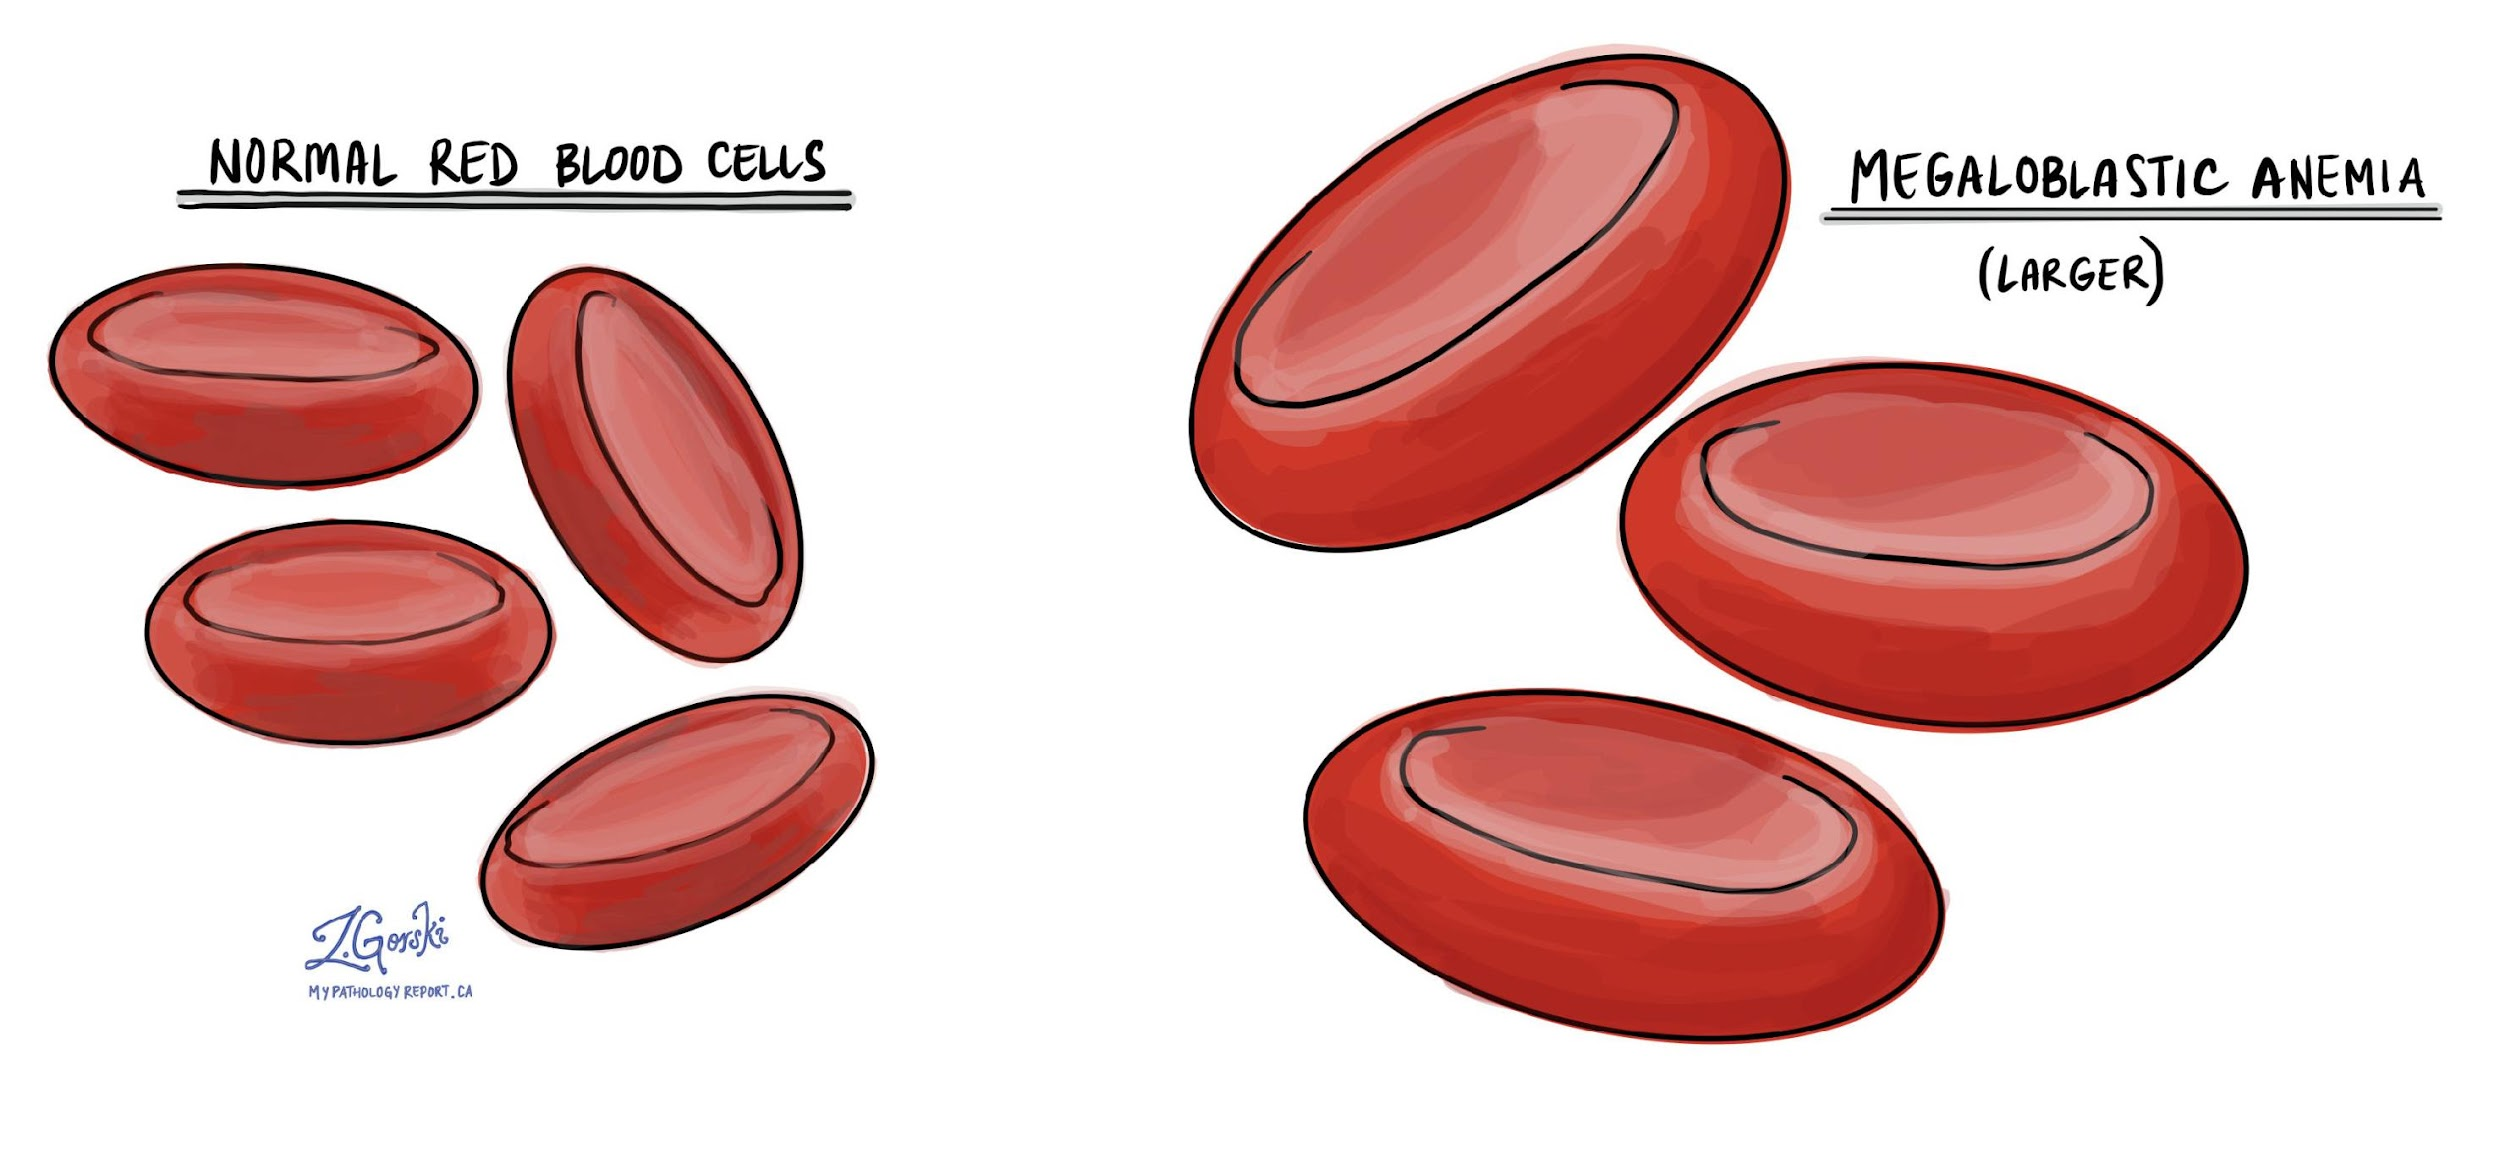 NORMAL RED BLOOD CELLS
MEGALOBLASTIC ANEMIA
(LARGER)
Z.Gorski
MYPATHOLOGYREPORT.CA